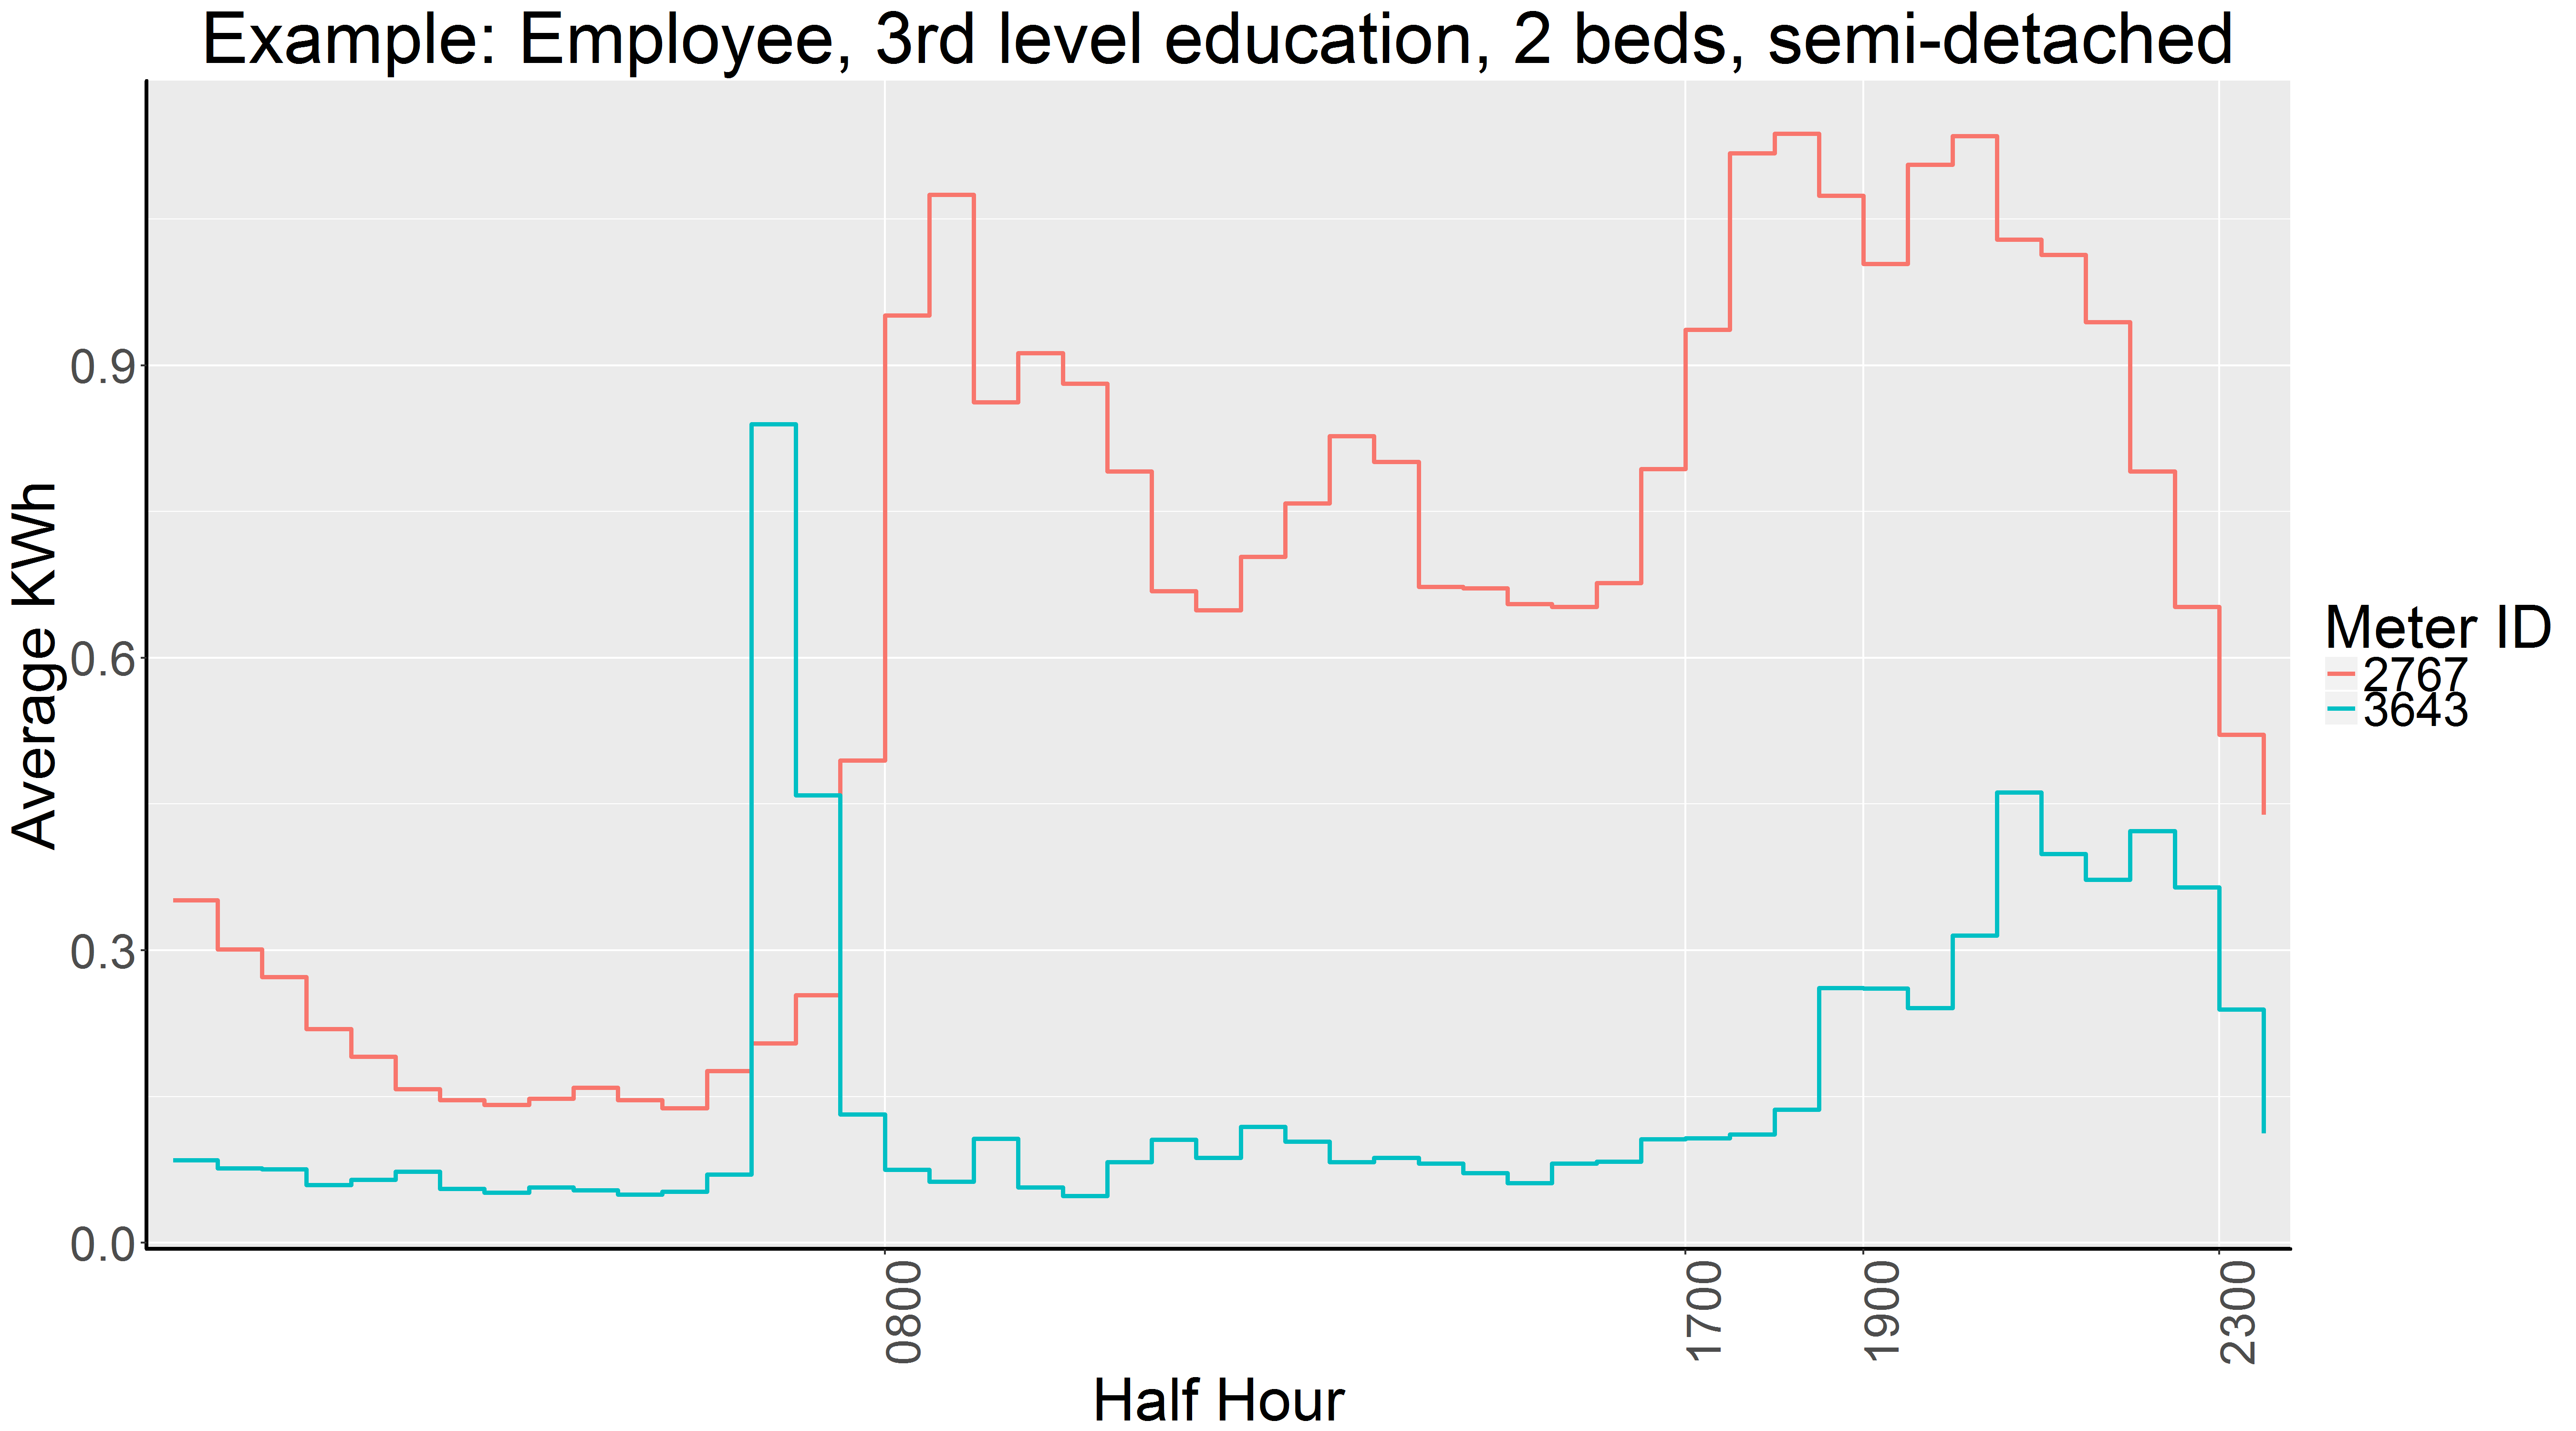 Example: Employee, 3rd level education, 2 beds, semi-detached
Average KWh
0.9
0.6
0.3
0.0
0800
1700
1900
2300
Half Hour
Meter ID
2767
3643